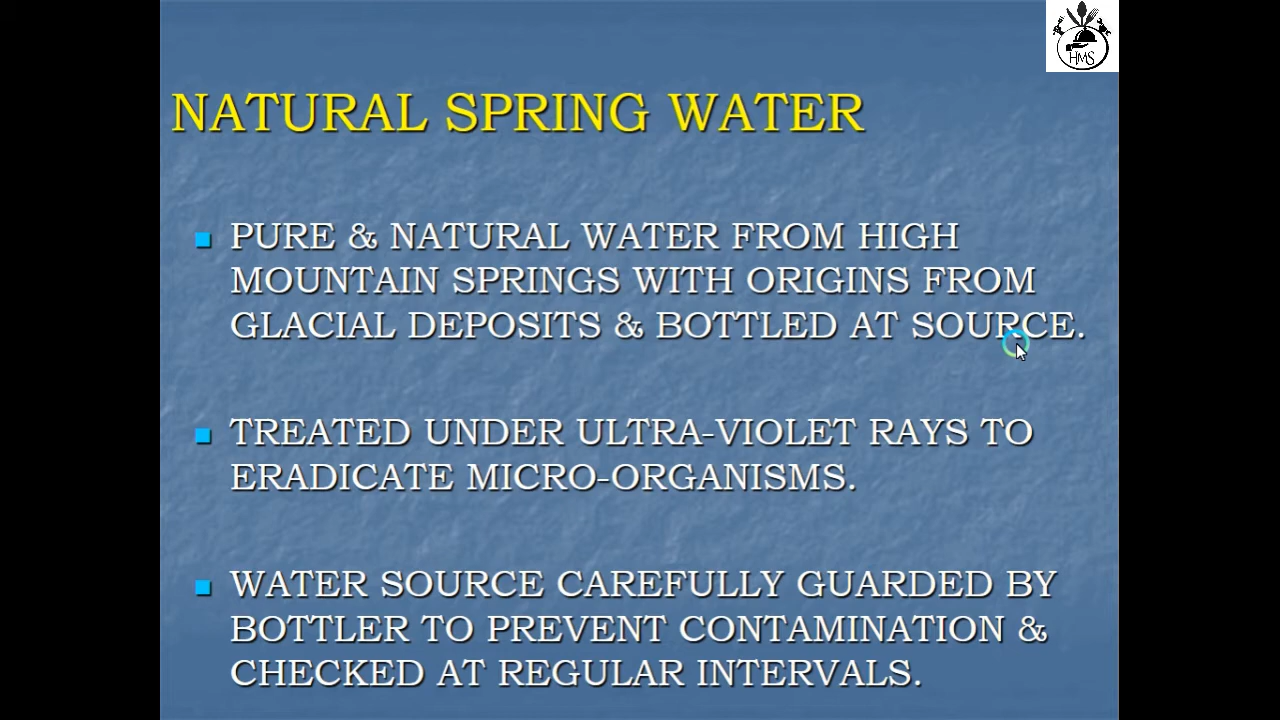 HMS
NATURAL SPRING WATER
PURE & NATURAL WATER FROM HIGH
MOUNTAIN SPRINGS WITH ORIGINS FROM
GLACIAL DEPOSITS & BOTTLED AT SOURCE.
TREATED UNDER ULTRA-VIOLET RAYS TO
ERADICATE MICRO-ORGANISMS.
WATER SOURCE CAREFULLY GUARDED BY
BOTTLER TO PREVENT CONTAMINATION &
CHECKED AT REGULAR INTERVALS.